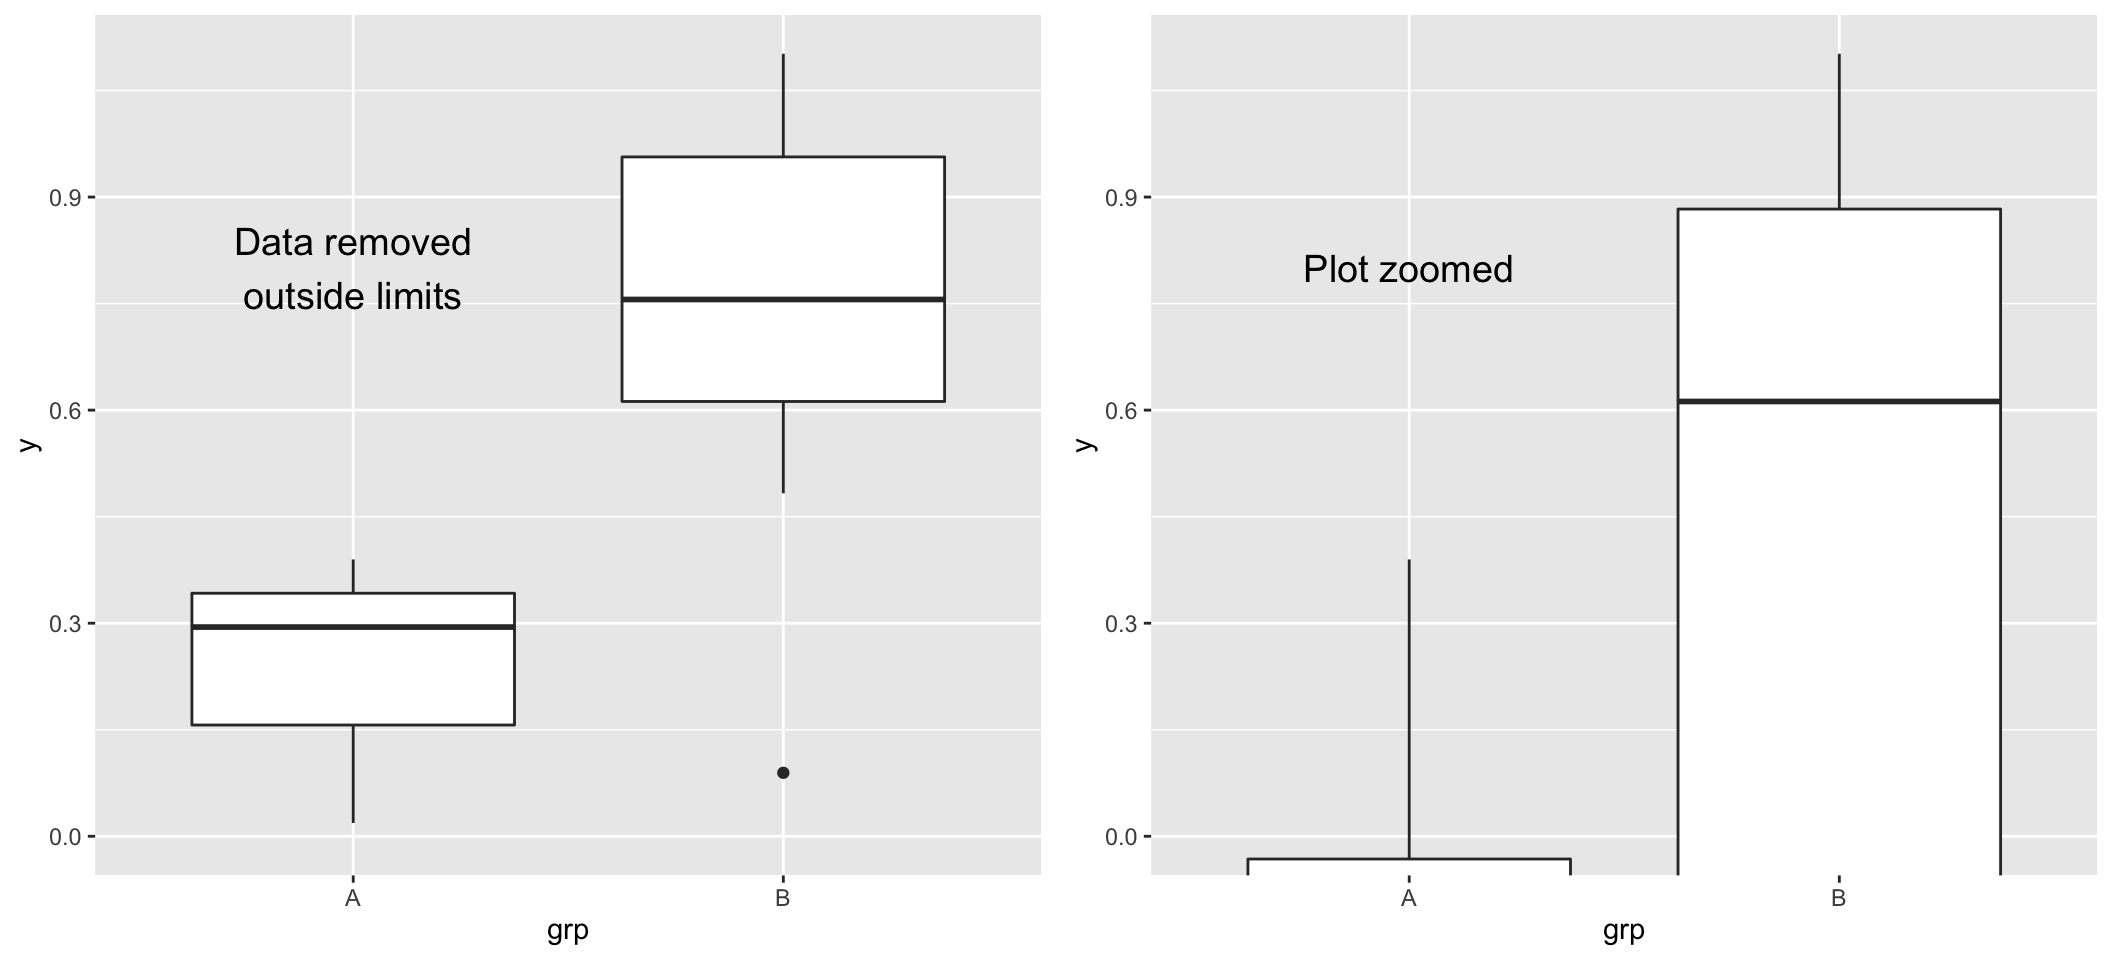 y
0.9
0.6
0.3
0.0
Data removed
outside limits
A
B
grp
y
0.9
0.6
0.3
0.0
Plot zoomed
A
B
grp